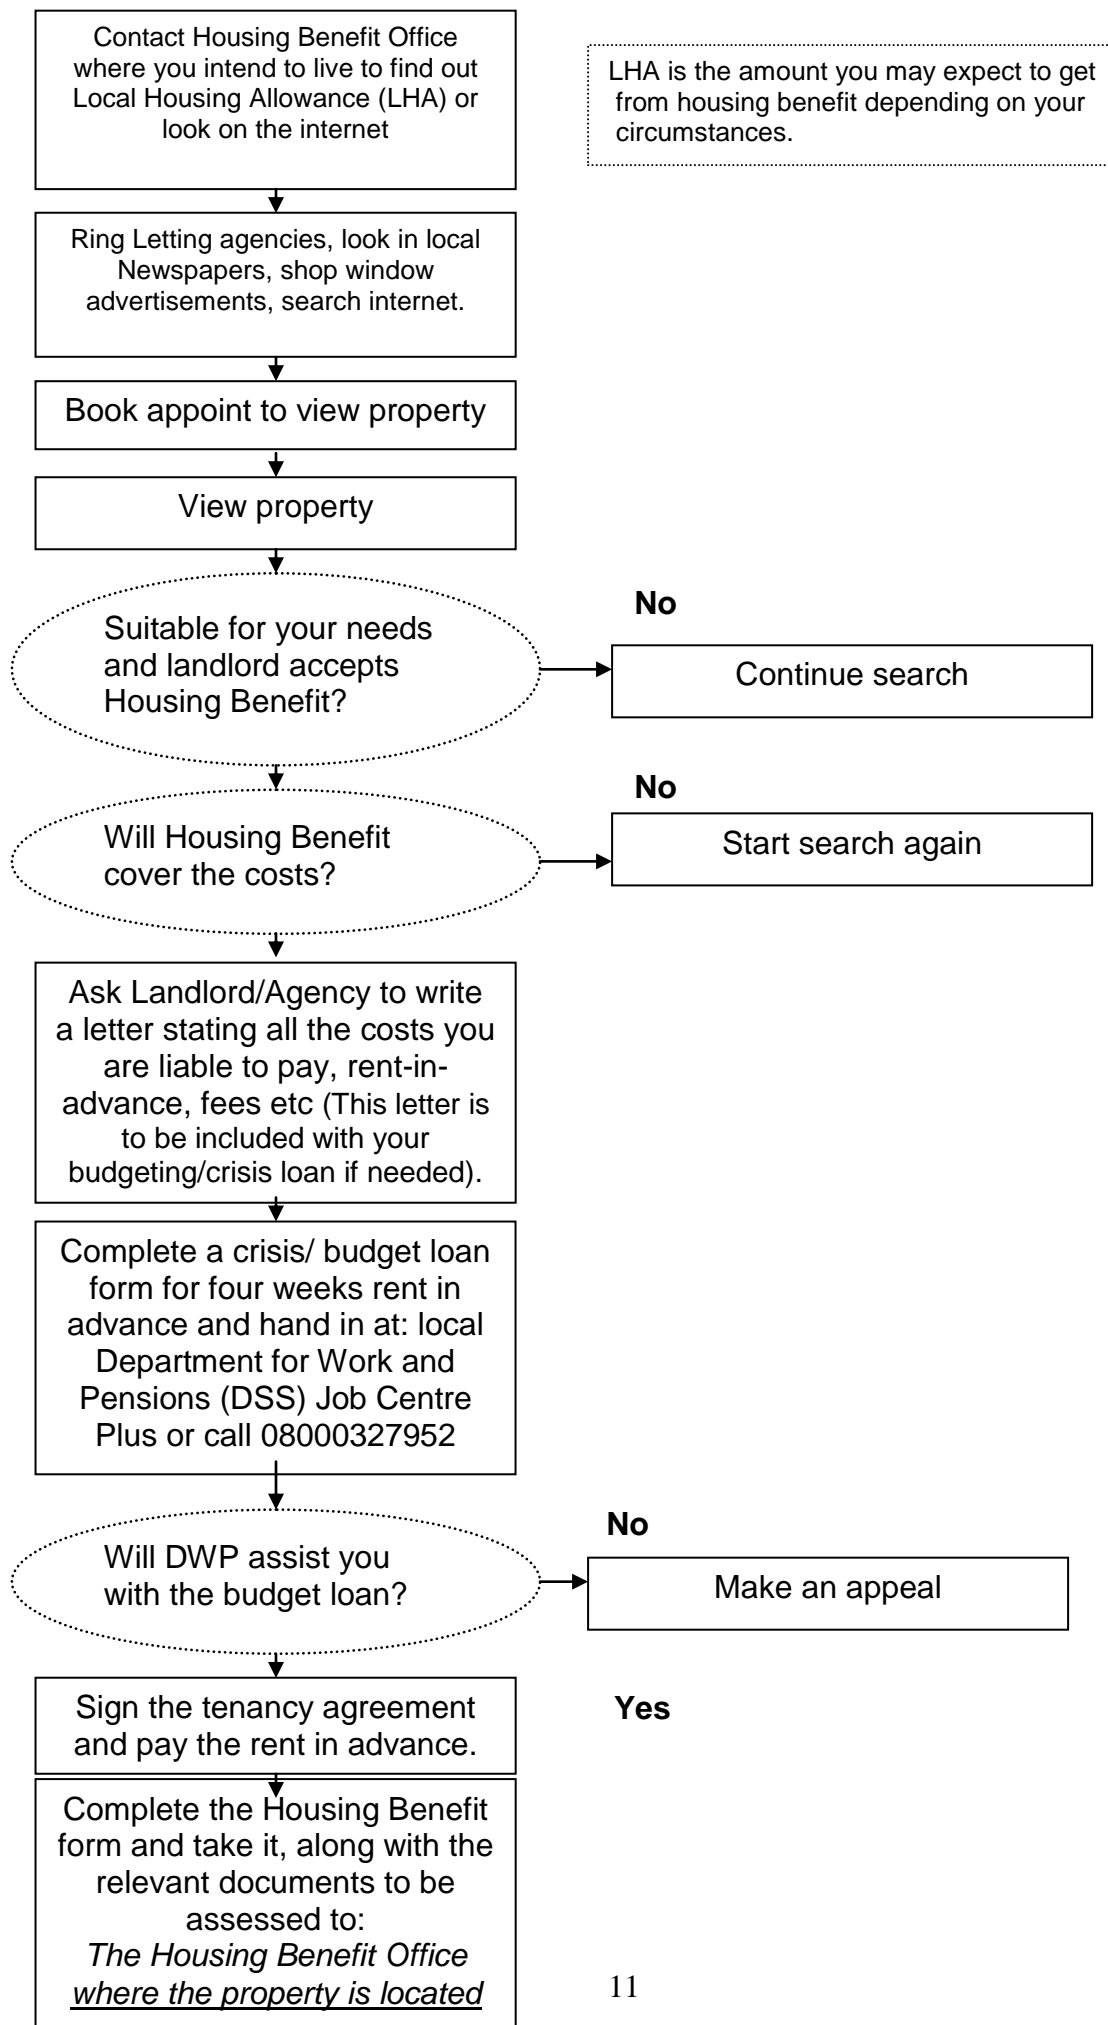 Contact Housing Benefit Office
where you intend to live to find out
Local Housing Allowance (LHA) or
look on the internet
LHA is the amount you may expect to get
from housing benefit depending on your
circumstances.
Ring Letting agencies, look in local
Newspapers, shop window
advertisements, search internet.
Book appoint to view property
View property
Suitable for your needs
and landlord accepts
Housing Benefit?
No
Continue search
Will Housing Benefit
cover the costs?
No
Start search again
Ask Landlord/Agency to write
a letter stating all the costs you
are liable to pay, rent-in-
advance, fees etc (This letter is
to be included with your
budgeting/crisis loan if needed).
Complete a crisis/ budget loan
form for four weeks rent in
advance and hand in at: local
Department for Work and
Pensions (DSS) Job Centre
Plus or call 08000327952
Will DWP assist you
with the budget loan?
No
Make an appeal
Sign the tenancy agreement
and pay the rent in advance.
Yes
Complete the Housing Benefit
form and take it, along with the
relevant documents to be
assessed to:
The Housing Benefit Office
where the property is located
11